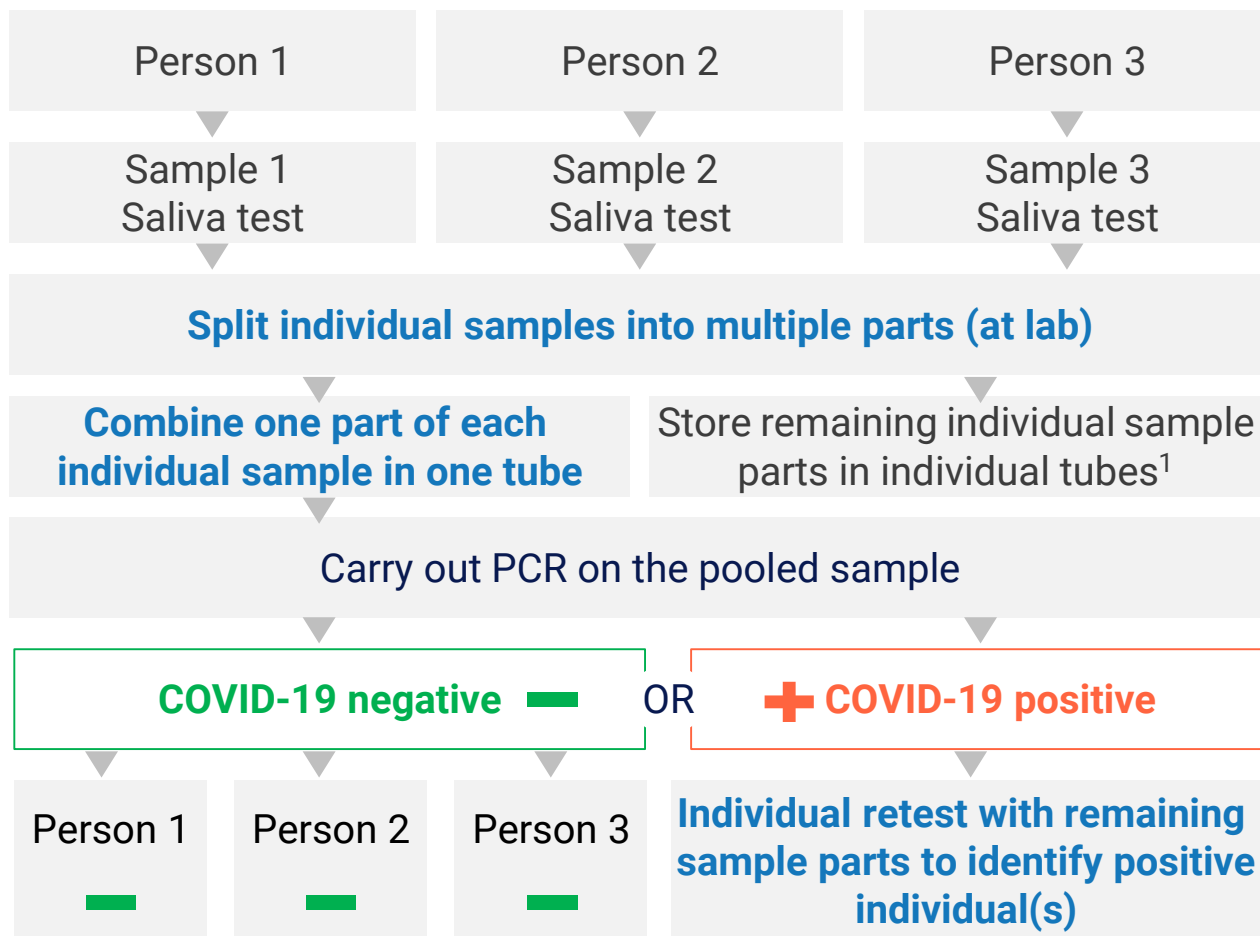 Person 1
Person 2
Person 3
Sample 1
Saliva test
Sample 2
Saliva test
Sample 3
Saliva test
Split individual samples into multiple parts (at lab)
Combine one part of each
individual sample in one tube
Store remaining individual sample
parts in individual tubes¹
Carry out PCR on the pooled sample
COVID-19 negative
OR
COVID-19 positive
Person 1
Person 2
Person 3
Individual retest with remaining
sample parts to identify positive
individual(s)